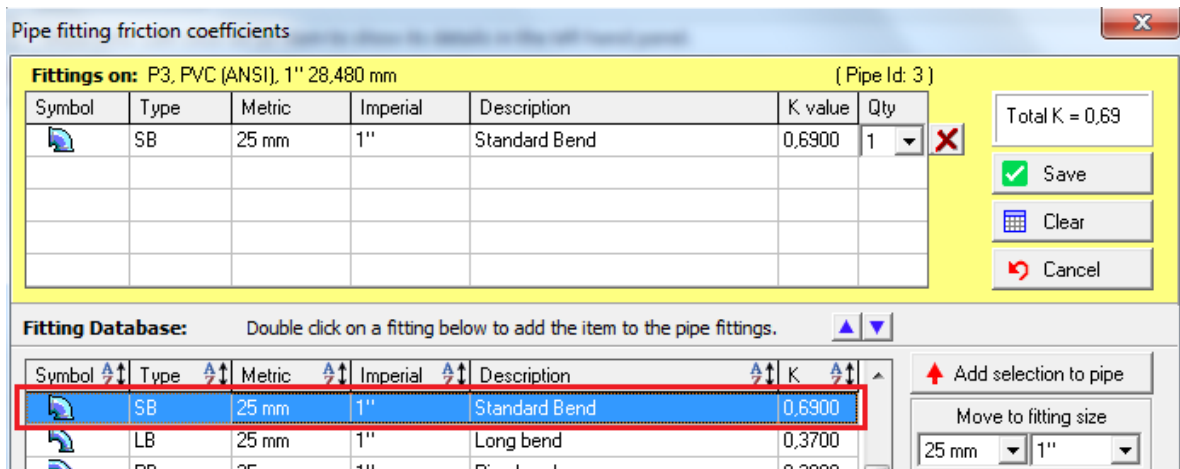 Pipe fitting friction coefficients
Fittings on: P3, PVC (ANSI), 1" 28,480 mm (Pipe Id: 3)
Symbol Type Metric Imperial Description K value Qty
SB 25 mm 1" Standard Bend 0,6900 1
Total K = 0,69
Save
Clear
Cancel
Fitting Database: Double click on a fitting below to add the item to the pipe fittings.
Symbol Type Metric Imperial Description K
Add selection to pipe
SB 25 mm 1" Standard Bend 0,6900
Move to fitting size
LB 25 mm 1" Long bend 0,3700
25 mm 1"